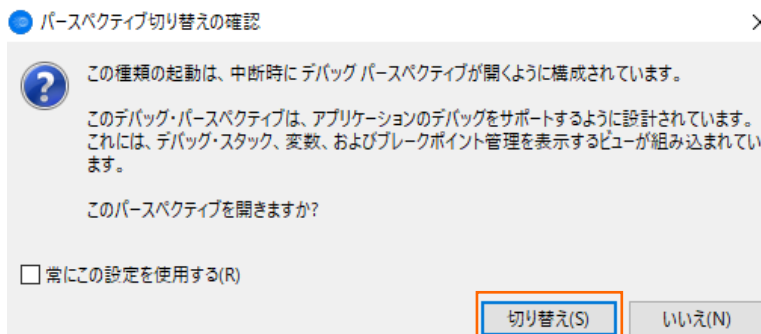 パースペクティブ切り替えの確認
この種類の起動は、中断時に デバッグ パースペクティブが開くように構成されています。
このデバッグ・パースペクティブは、アプリケーションのデバッグをサポートするように設計されています。
これには、デバッグ・スタック、変数、およびブレークポイント管理を表示するビューが組み込まれてい
ます。
このパースペクティブを開きますか?
常にこの設定を使用する(R)
切り替え(S)
いいえ(N)